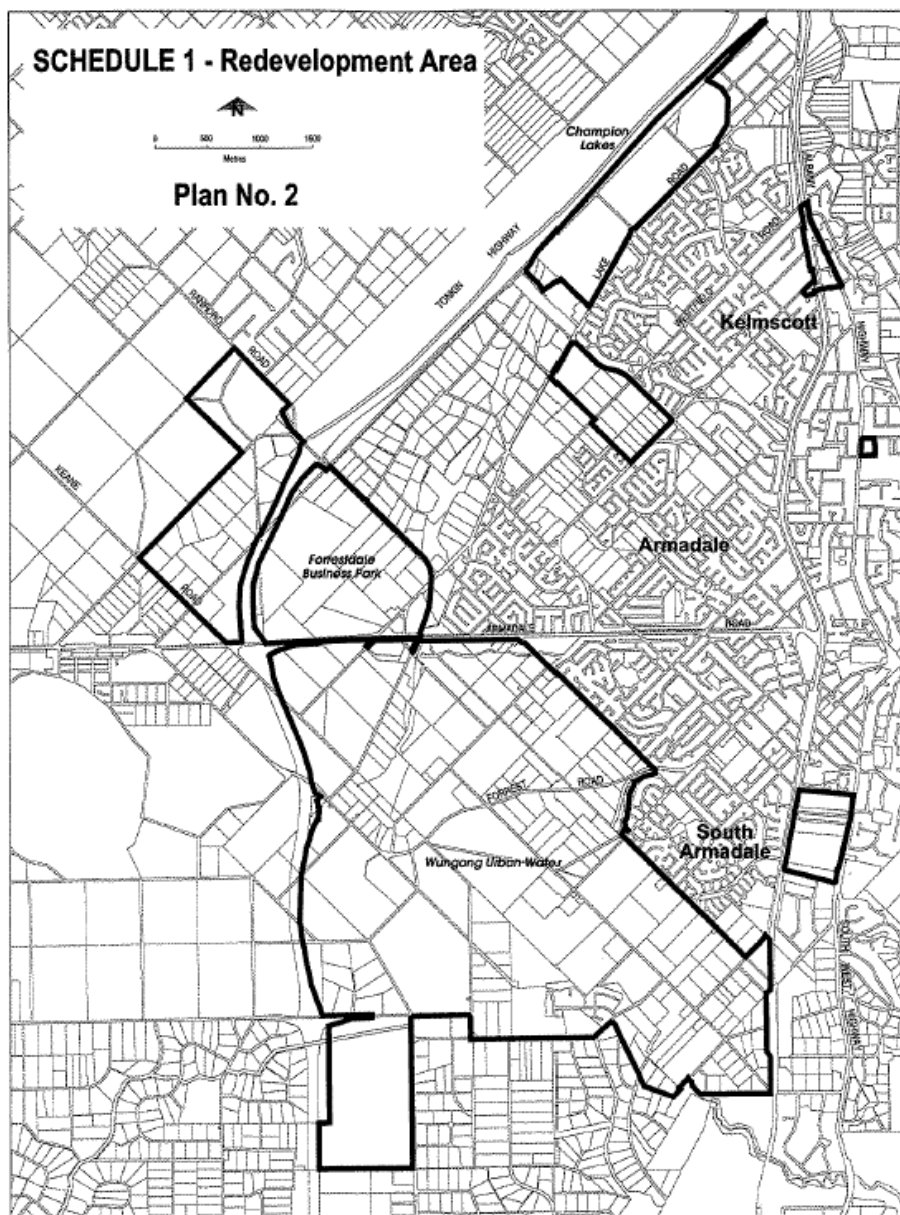 SCHEDULE 1 - Redevelopment Area
N
0 500 1000 1500
Metres
Plan No. 2
Champion
Lakes
ROAD
LAKE
ALBANY
HIGHWAY
ROAD
TONKIN
HIGHWAY
Kelmscott
RANFORD
ROAD
KEANE
ROAD
Forrestdale
Business Park
Armadale
ARMADALE
ROAD
FORREST
ROAD
Wungong Urban Water
South
Armadale
SOUTH
WEST
HIGHWAY